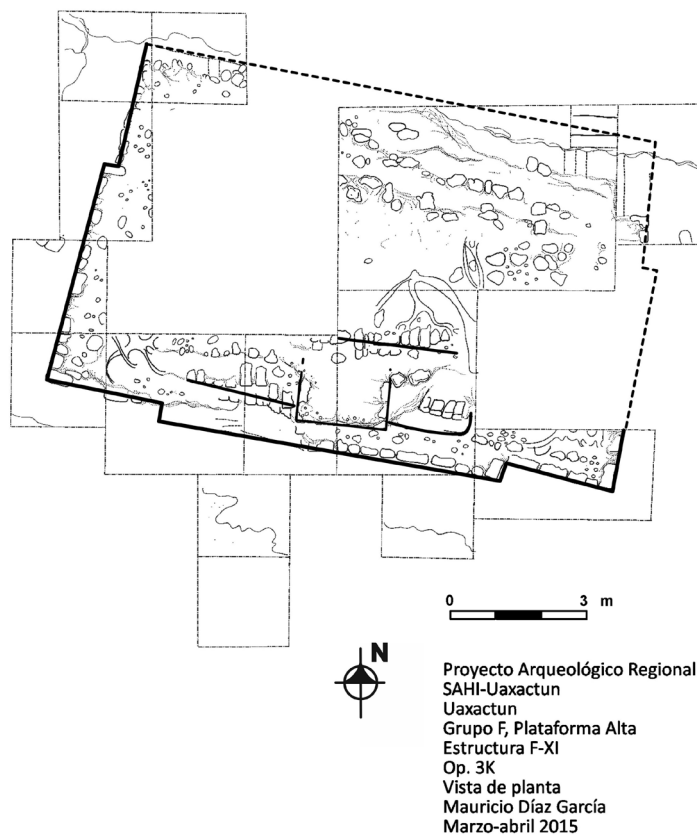 0 3 m
N
Proyecto Arqueológico Regional
SAHI-Uaxactun
Uaxactun
Grupo F, Plataforma Alta
Estructura F-XI
Op. 3K
Vista de planta
Mauricio Díaz García
Marzo-abril 2015